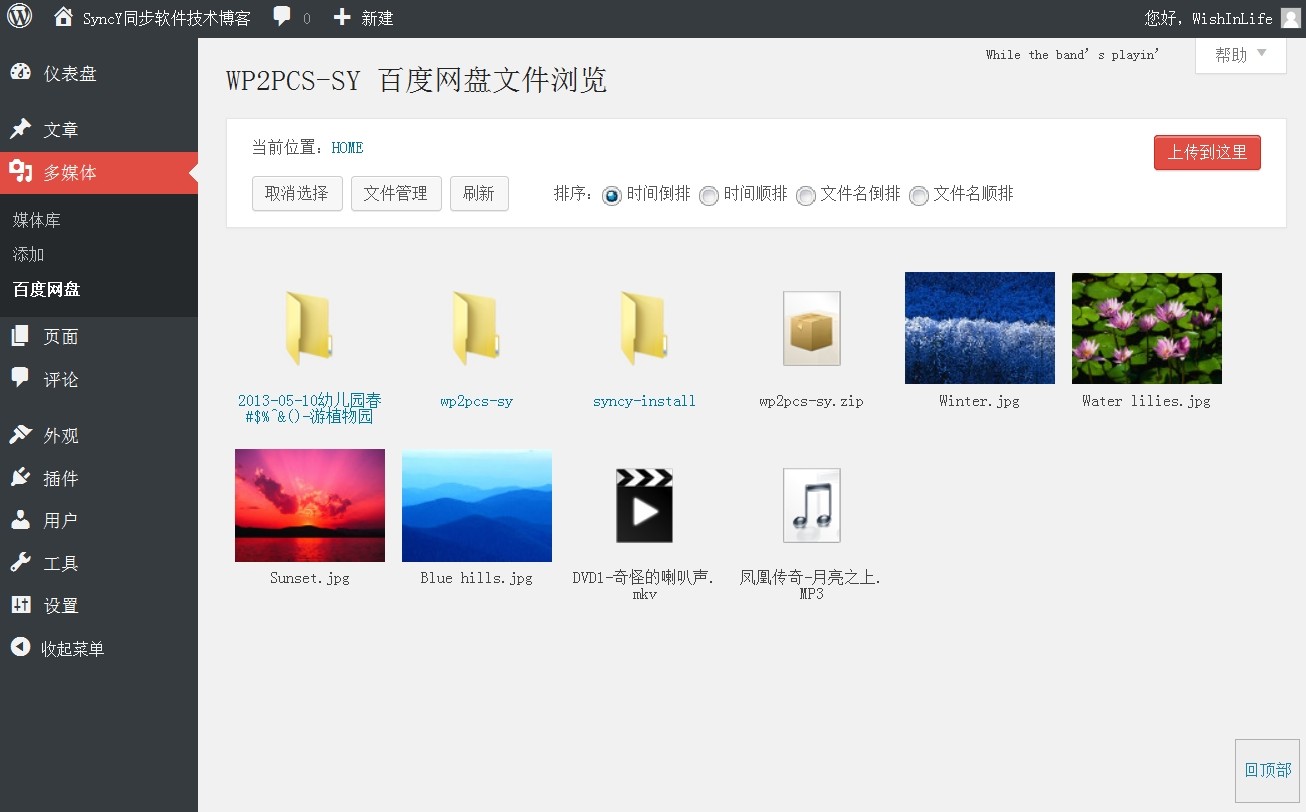 SyncY同步软件技术博客
0
新建
您好，WishInLife
仪表盘
文章
多媒体
媒体库
添加
百度网盘
页面
评论
外观
插件
用户
工具
设置
收起菜单
While the band’s playin’
帮助
WP2PCS-SY 百度网盘文件浏览
当前位置：HOME
上传到这里
取消选择 文件管理 刷新 排序： 时间倒排 时间顺排 文件名倒排 文件名顺排
2013-05-10幼儿园春
#$%^&()-游植物园
wp2pcs-sy
syncy-install
wp2pcs-sy.zip
Winter.jpg
Water lilies.jpg
Sunset.jpg
Blue hills.jpg
DVD1-奇怪的喇叭声.
mkv
凤凰传奇-月亮之上.
MP3
回顶部